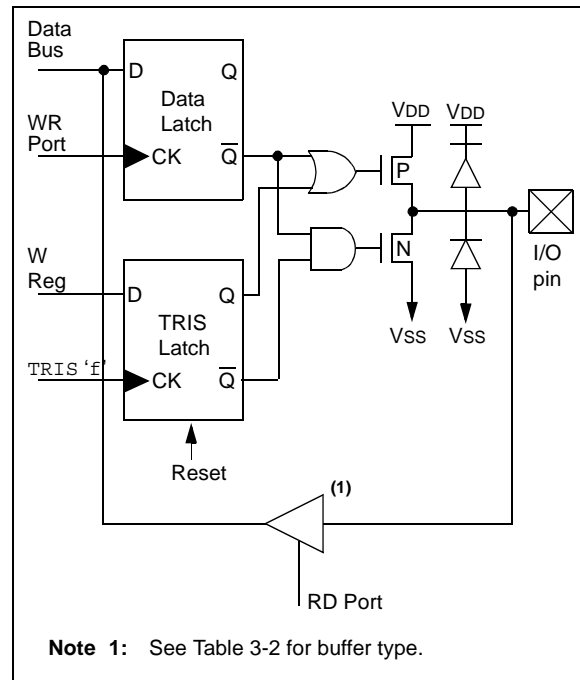 Data
Bus
D
Q
Data
Latch
WR
Port
CK
Q
VDD
VDD
P
N
I/O
pin
VSS
VSS
W
Reg
D
Q
TRIS
Latch
TRIS ‘f’
CK
Q
Reset
(1)
RD Port
Note 1: See Table 3-2 for buffer type.